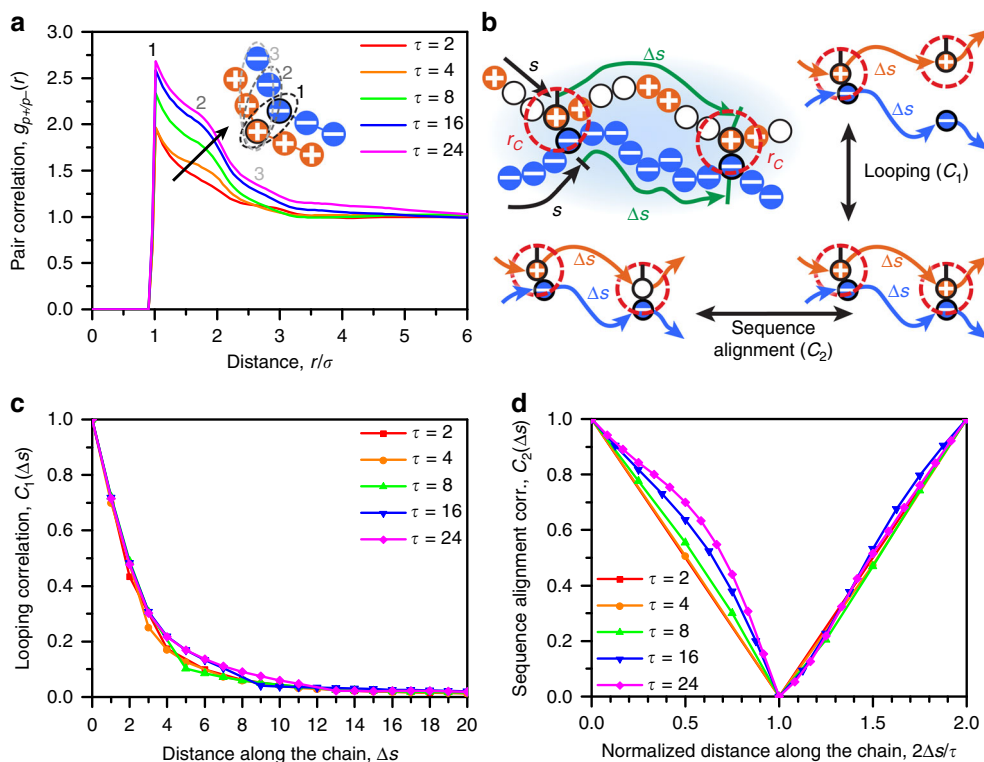 a
3.0
2.5
2.0
1.5
1.0
0.5
0.0
0 1 2 3 4 5 6
Pair correlation, g_{p+/p−}(r)
Distance, r/σ
1
2
3
3
2
1
τ = 2
τ = 4
τ = 8
τ = 16
τ = 24
b
s
Δs
r_C
r_C
s
Δs
Δs
Δs
Looping (C₁)
Δs
Δs
Sequence
alignment (C₂)
Δs
Δs
c
1.0
0.8
0.6
0.4
0.2
0.0
0 2 4 6 8 10 12 14 16 18 20
Looping correlation, C₁(Δs)
Distance along the chain, Δs
τ = 2
τ = 4
τ = 8
τ = 16
τ = 24
d
1.0
0.8
0.6
0.4
0.2
0.0
0.0 0.5 1.0 1.5 2.0
Sequence alignment corr., C₂(Δs)
Normalized distance along the chain, 2Δs/τ
τ = 2
τ = 4
τ = 8
τ = 16
τ = 24